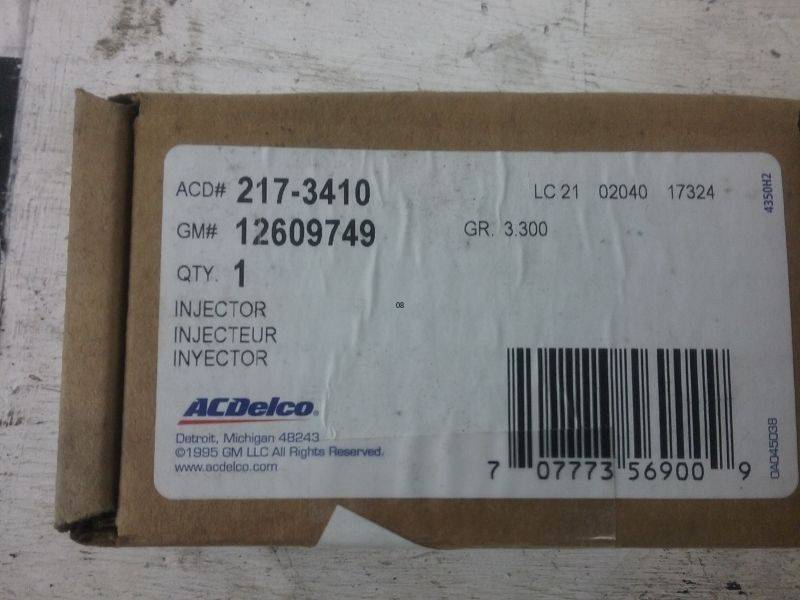 ACD# 217-3410
LC 21 02040 17324
GM# 12609749
GR. 3.300
QTY. 1
INJECTOR
08
INJECTEUR
INYECTOR
ACDelco®
Detroit, Michigan 48243
©1995 GM LLC All Rights Reserved.
www.acdelco.com
7 07773 56900 9
4350H2
DAD45038